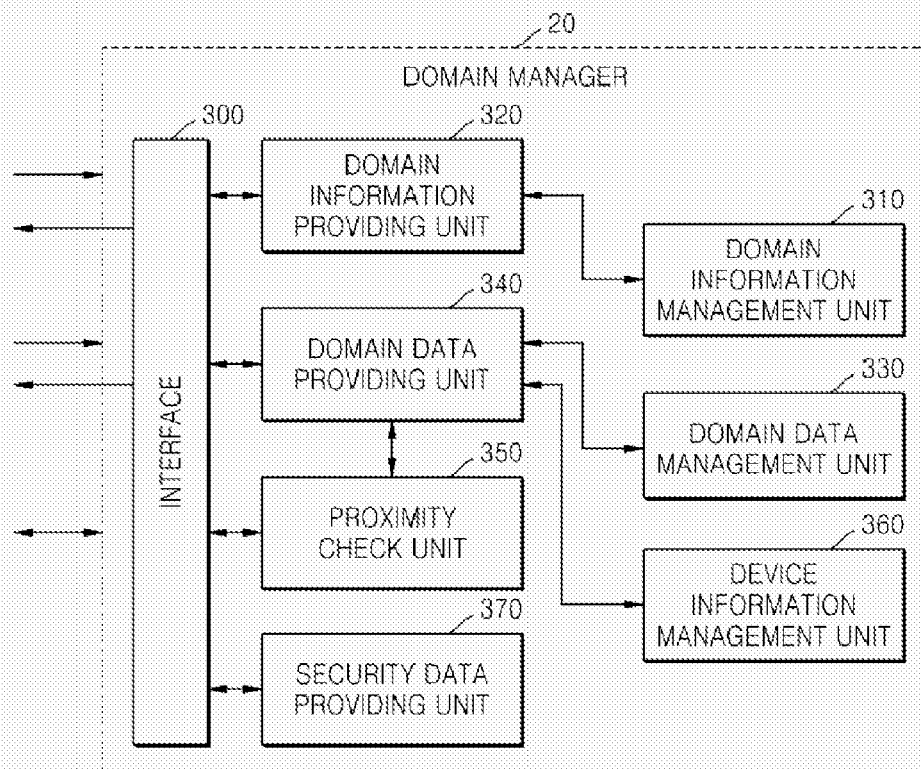 20
DOMAIN MANAGER
300
320
DOMAIN
INFORMATION
PROVIDING UNIT
310
DOMAIN
INFORMATION
MANAGEMENT UNIT
340
DOMAIN DATA
PROVIDING UNIT
330
DOMAIN DATA
MANAGEMENT UNIT
INTERFACE
350
PROXIMITY
CHECK UNIT
360
DEVICE
INFORMATION
MANAGEMENT UNIT
370
SECURITY DATA
PROVIDING UNIT